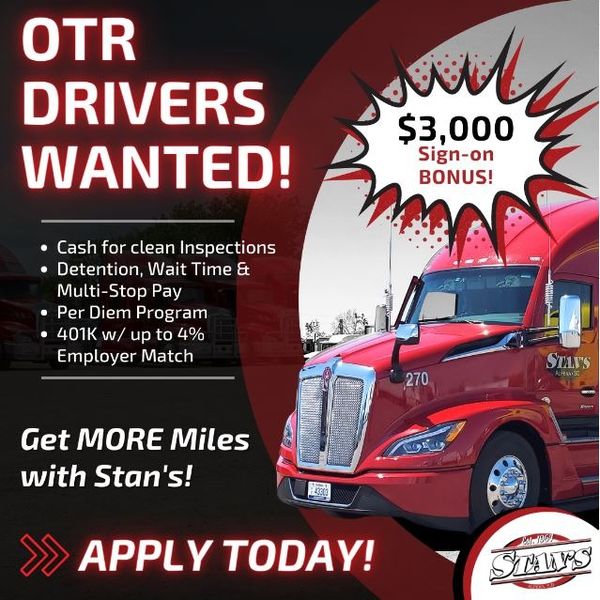 OTR
DRIVERS
WANTED!
$3,000
Sign-on
BONUS!
• Cash for clean Inspections
• Detention, Wait Time &
Multi-Stop Pay
• Per Diem Program
• 401K w/ up to 4%
Employer Match
STAN'S
270
Get MORE Miles
with Stan's!
APPLY TODAY!
STAN'S